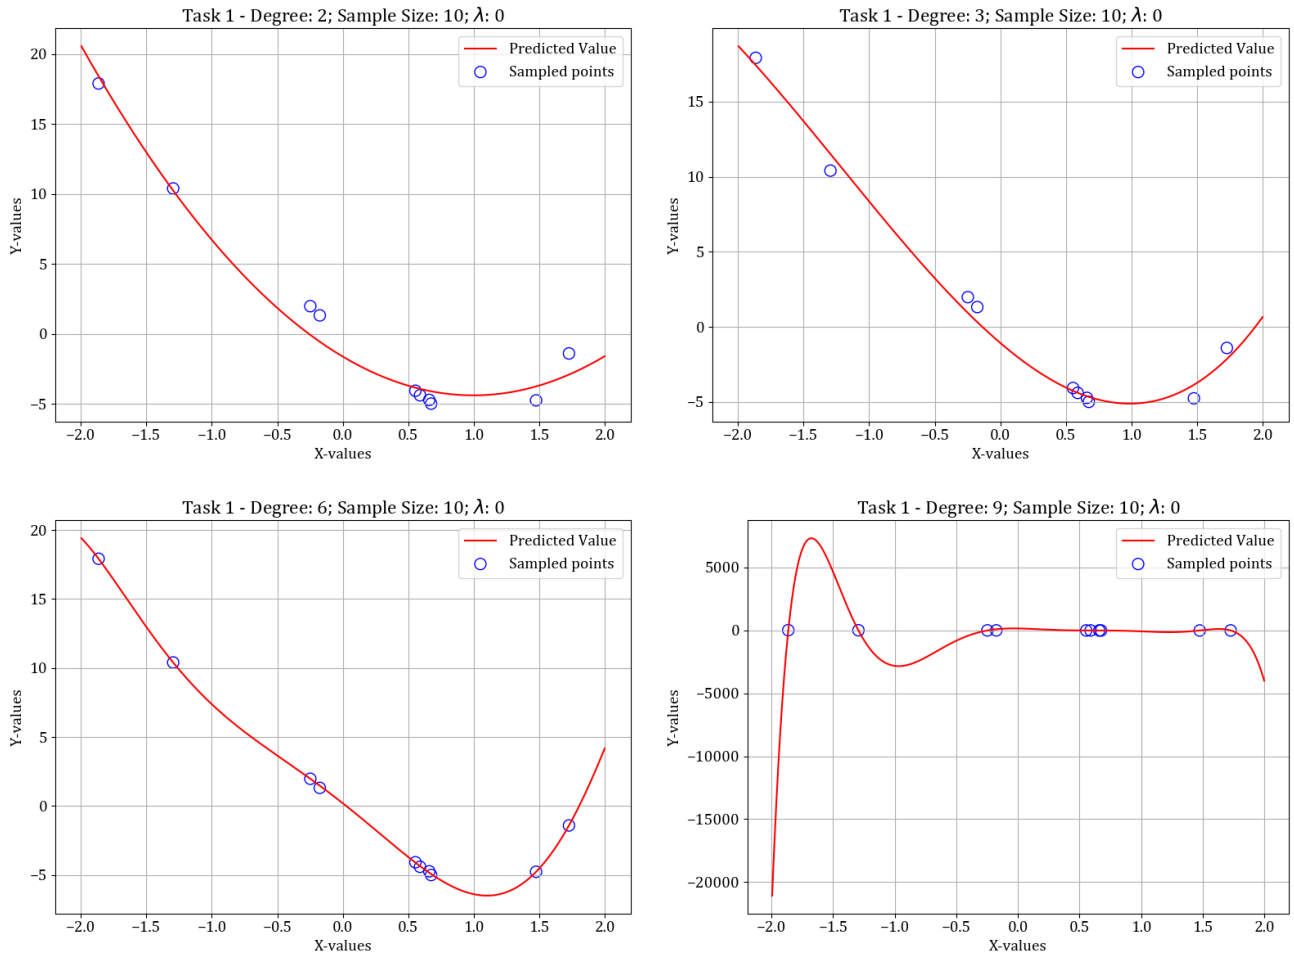 Task 1 - Degree: 2; Sample Size: 10; λ: 0
Predicted Value
Sampled points
Y-values
20
15
10
5
0
−5
−2.0 −1.5 −1.0 −0.5 0.0 0.5 1.0 1.5 2.0
X-values
Task 1 - Degree: 3; Sample Size: 10; λ: 0
Predicted Value
Sampled points
Y-values
15
10
5
0
−5
−2.0 −1.5 −1.0 −0.5 0.0 0.5 1.0 1.5 2.0
X-values
Task 1 - Degree: 6; Sample Size: 10; λ: 0
Predicted Value
Sampled points
Y-values
20
15
10
5
0
−5
−2.0 −1.5 −1.0 −0.5 0.0 0.5 1.0 1.5 2.0
X-values
Task 1 - Degree: 9; Sample Size: 10; λ: 0
Predicted Value
Sampled points
Y-values
5000
0
−5000
−10000
−15000
−20000
−2.0 −1.5 −1.0 −0.5 0.0 0.5 1.0 1.5 2.0
X-values